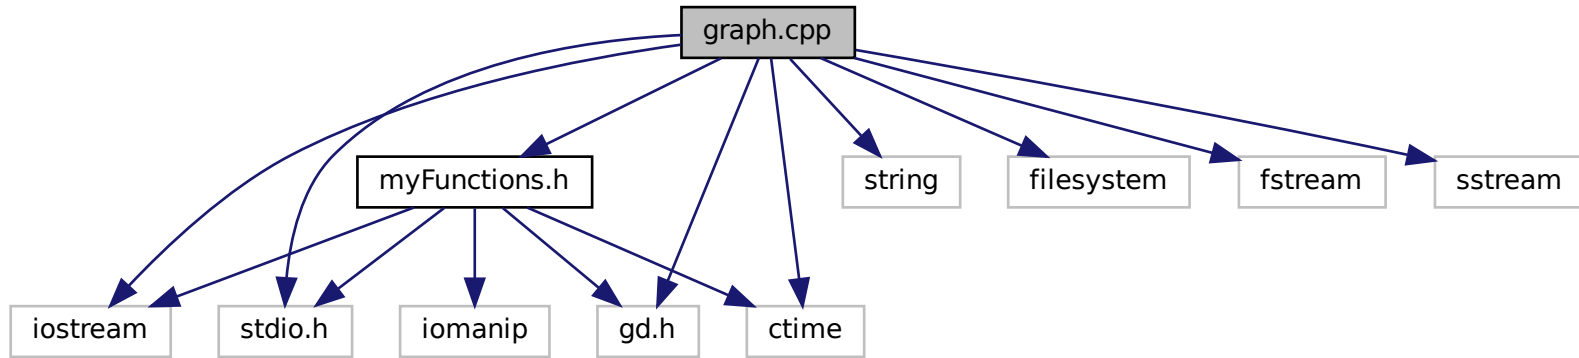 graph.cpp
myFunctions.h
string
filesystem
fstream
sstream
iostream
stdio.h
iomanip
gd.h
ctime